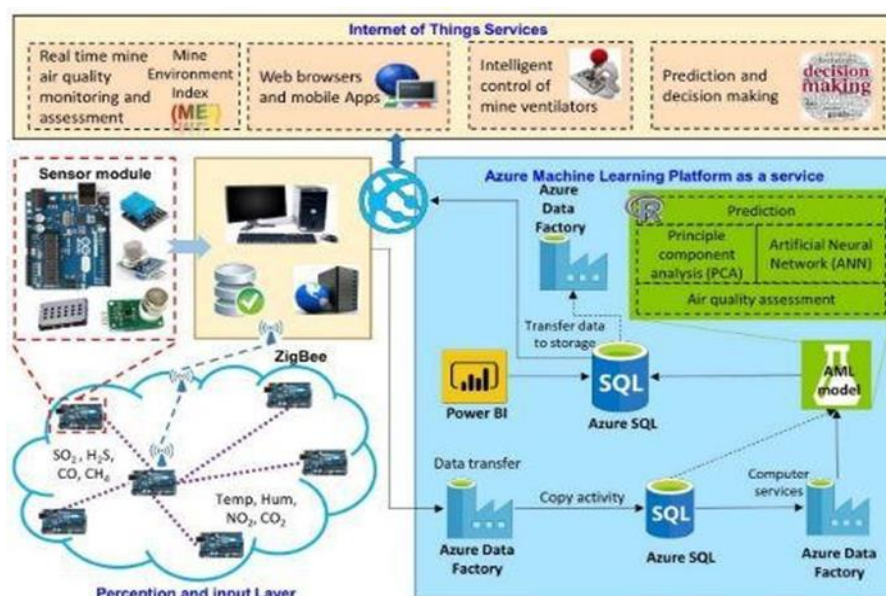 Internet of Things Services
Real time mine
air quality
monitoring and
assessment
Mine
Environment
Index
(MEI)
Web browsers
and mobile Apps
Intelligent
control of
mine ventilators
Prediction and
decision making
decision
making
Sensor module
Azure Machine Learning Platform as a service
Azure
Data
Factory
R
Prediction
Principle
component
analysis (PCA)
Artificial Neural
Network (ANN)
Air quality assessment
Transfer data
to storage
ZigBee
Power BI
SQL
Azure SQL
AML
model
SO₂ , H₂S,
CO, CH₄
Temp, Hum,
NO₂, CO₂
Data transfer
Azure Data
Factory
Copy activity
SQL
Azure SQL
Computer
services
Azure Data
Factory
Perception and input Layer